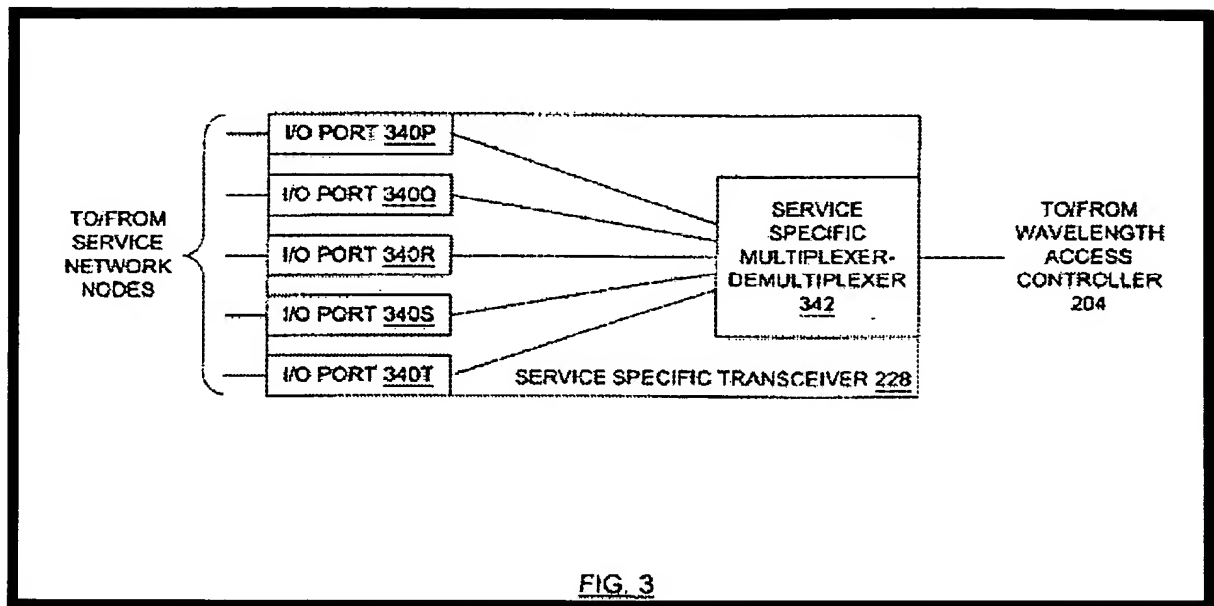 I/O PORT 340P
I/O PORT 340Q
I/O PORT 340R
I/O PORT 340S
I/O PORT 340T
TO/FROM
SERVICE
NETWORK
NODES
SERVICE
SPECIFIC
MULTIPLEXER-
DEMULTIPLEXER
342
SERVICE SPECIFIC TRANSCEIVER 228
TO/FROM
WAVELENGTH
ACCESS
CONTROLLER
204
FIG. 3